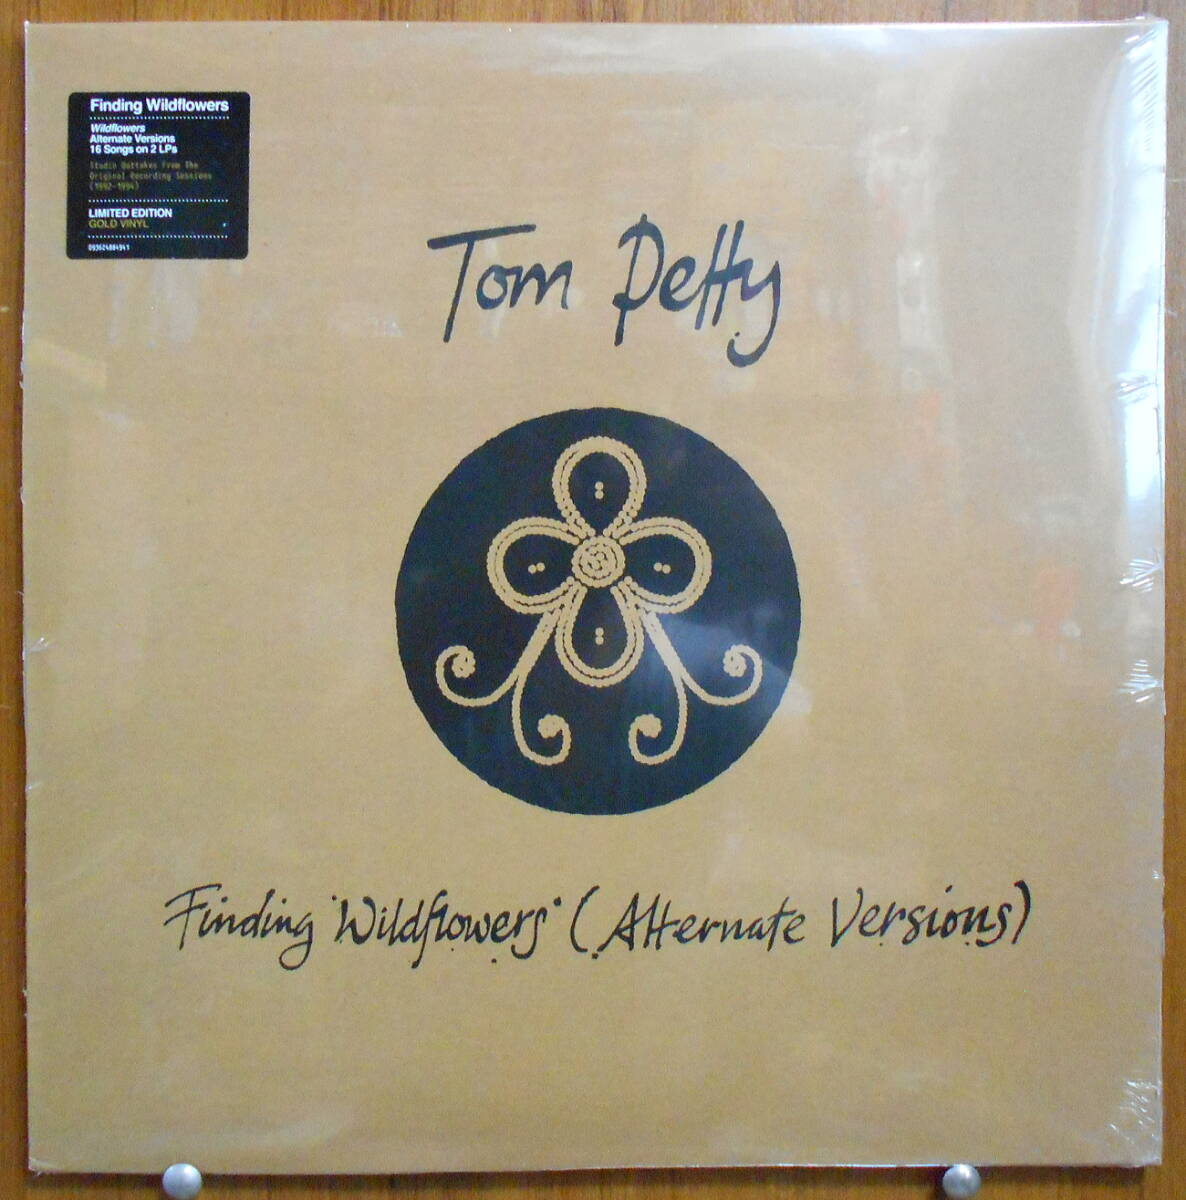 Finding Wildflowers
Wildflowers
Alternate Versions
16 Songs on 2 LPs
Studio Outtakes From The
Original Recording Sessions
(1992-1994)
LIMITED EDITION
GOLD VINYL
093624884941
Tom Petty
Finding "Wildflowers" (Alternate Versions)